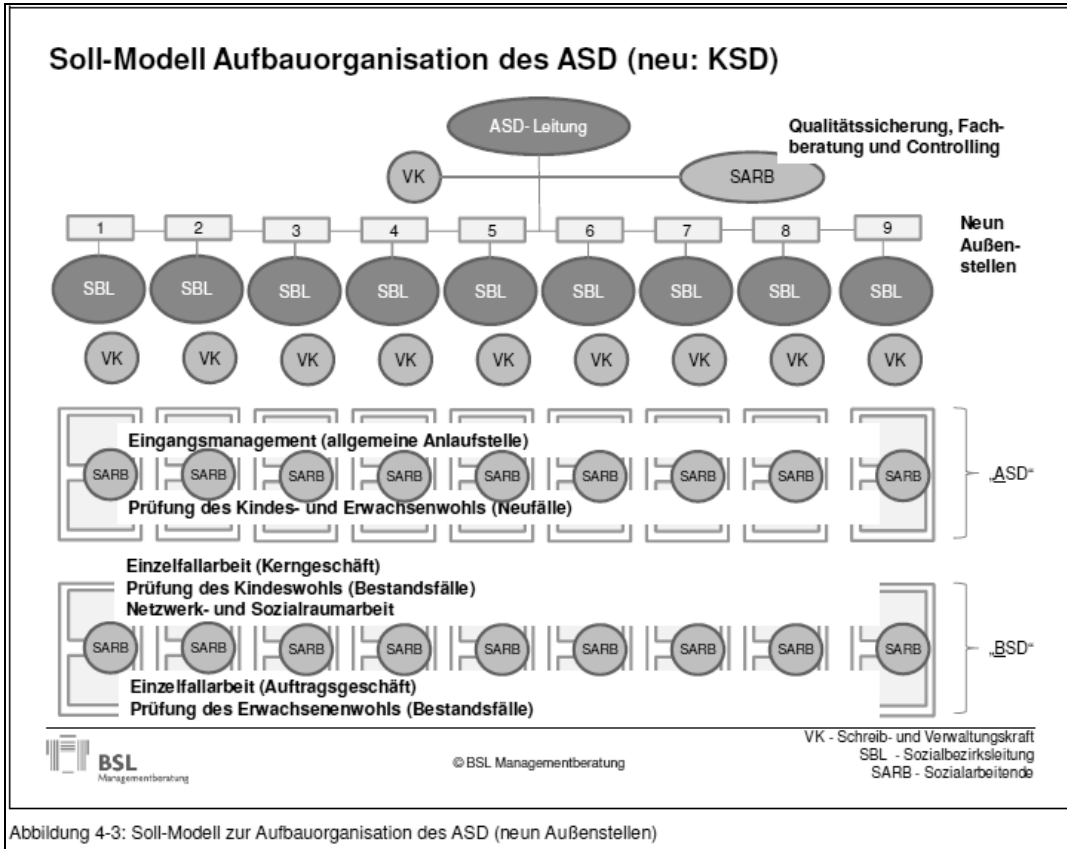 Soll-Modell Aufbauorganisation des ASD (neu: KSD)
ASD- Leitung
Qualitätssicherung, Fach-
beratung und Controlling
VK
SARB
1 2 3 4 5 6 7 8 9
Neun
Außen-
stellen
SBL SBL SBL SBL SBL SBL SBL SBL SBL
VK VK VK VK VK VK VK VK VK
Eingangsmanagement (allgemeine Anlaufstelle)
SARB SARB SARB SARB SARB SARB SARB SARB SARB
„ASD“
Prüfung des Kindes- und Erwachsenwohls (Neufälle)
Einzelfallarbeit (Kerngeschäft)
Prüfung des Kindeswohls (Bestandsfälle)
Netzwerk- und Sozialraumarbeit
SARB SARB SARB SARB SARB SARB SARB SARB SARB
„BSD“
Einzelfallarbeit (Auftragsgeschäft)
Prüfung des Erwachsenenwohls (Bestandsfälle)
BSL
Managementberatung
© BSL Managementberatung
VK - Schreib- und Verwaltungskraft
SBL - Sozialbezirksleitung
SARB - Sozialarbeitende
Abbildung 4-3: Soll-Modell zur Aufbauorganisation des ASD (neun Außenstellen)